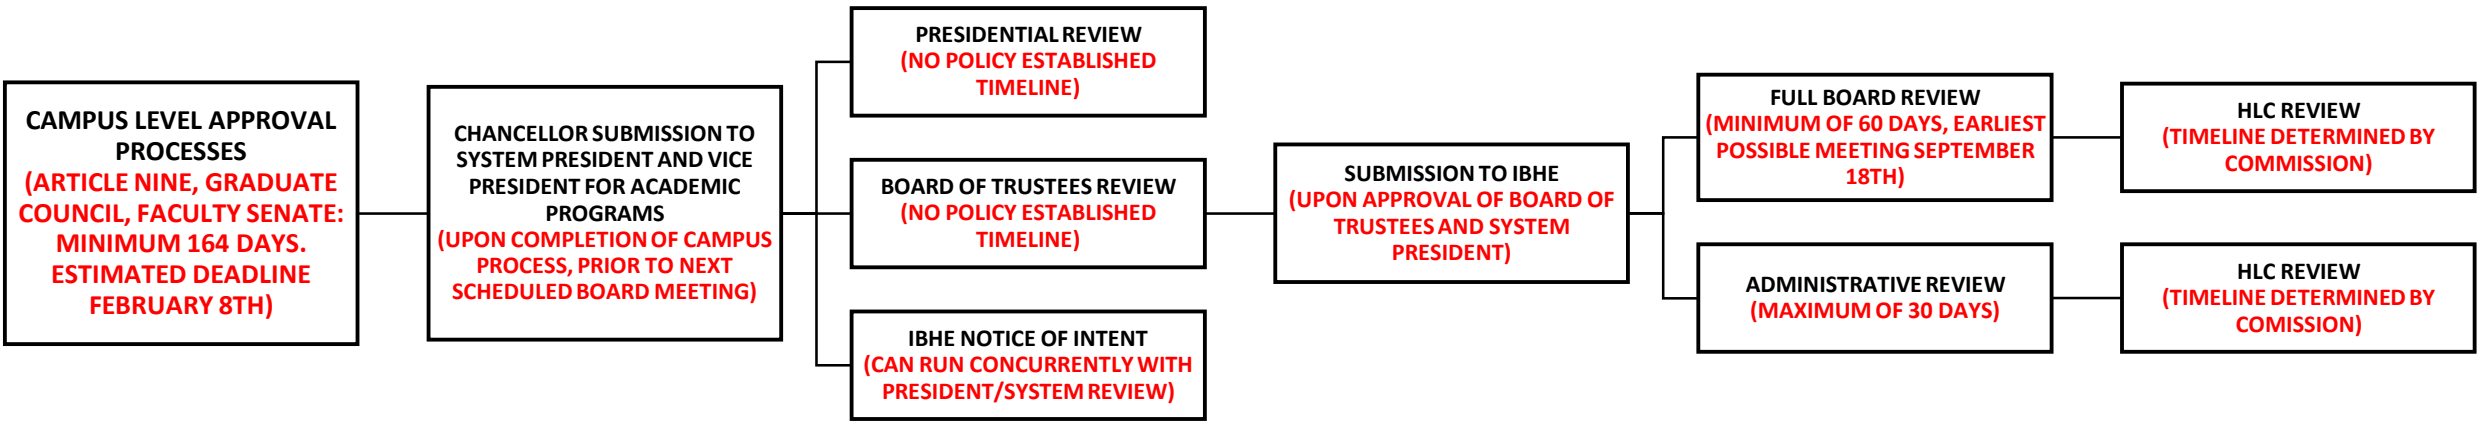 CAMPUS LEVEL APPROVAL
PROCESSES
(ARTICLE NINE, GRADUATE
COUNCIL, FACULTY SENATE:
MINIMUM 164 DAYS.
ESTIMATED DEADLINE
FEBRUARY 8TH)
CHANCELLOR SUBMISSION TO
SYSTEM PRESIDENT AND VICE
PRESIDENT FOR ACADEMIC
PROGRAMS
(UPON COMPLETION OF CAMPUS
PROCESS, PRIOR TO NEXT
SCHEDULED BOARD MEETING)
PRESIDENTIAL REVIEW
(NO POLICY ESTABLISHED
TIMELINE)
BOARD OF TRUSTEES REVIEW
(NO POLICY ESTABLISHED
TIMELINE)
IBHE NOTICE OF INTENT
(CAN RUN CONCURRENTLY WITH
PRESIDENT/SYSTEM REVIEW)
SUBMISSION TO IBHE
(UPON APPROVAL OF BOARD OF
TRUSTEES AND SYSTEM
PRESIDENT)
FULL BOARD REVIEW
(MINIMUM OF 60 DAYS, EARLIEST
POSSIBLE MEETING SEPTEMBER
18TH)
HLC REVIEW
(TIMELINE DETERMINED BY
COMMISSION)
ADMINISTRATIVE REVIEW
(MAXIMUM OF 30 DAYS)
HLC REVIEW
(TIMELINE DETERMINED BY
COMISSION)